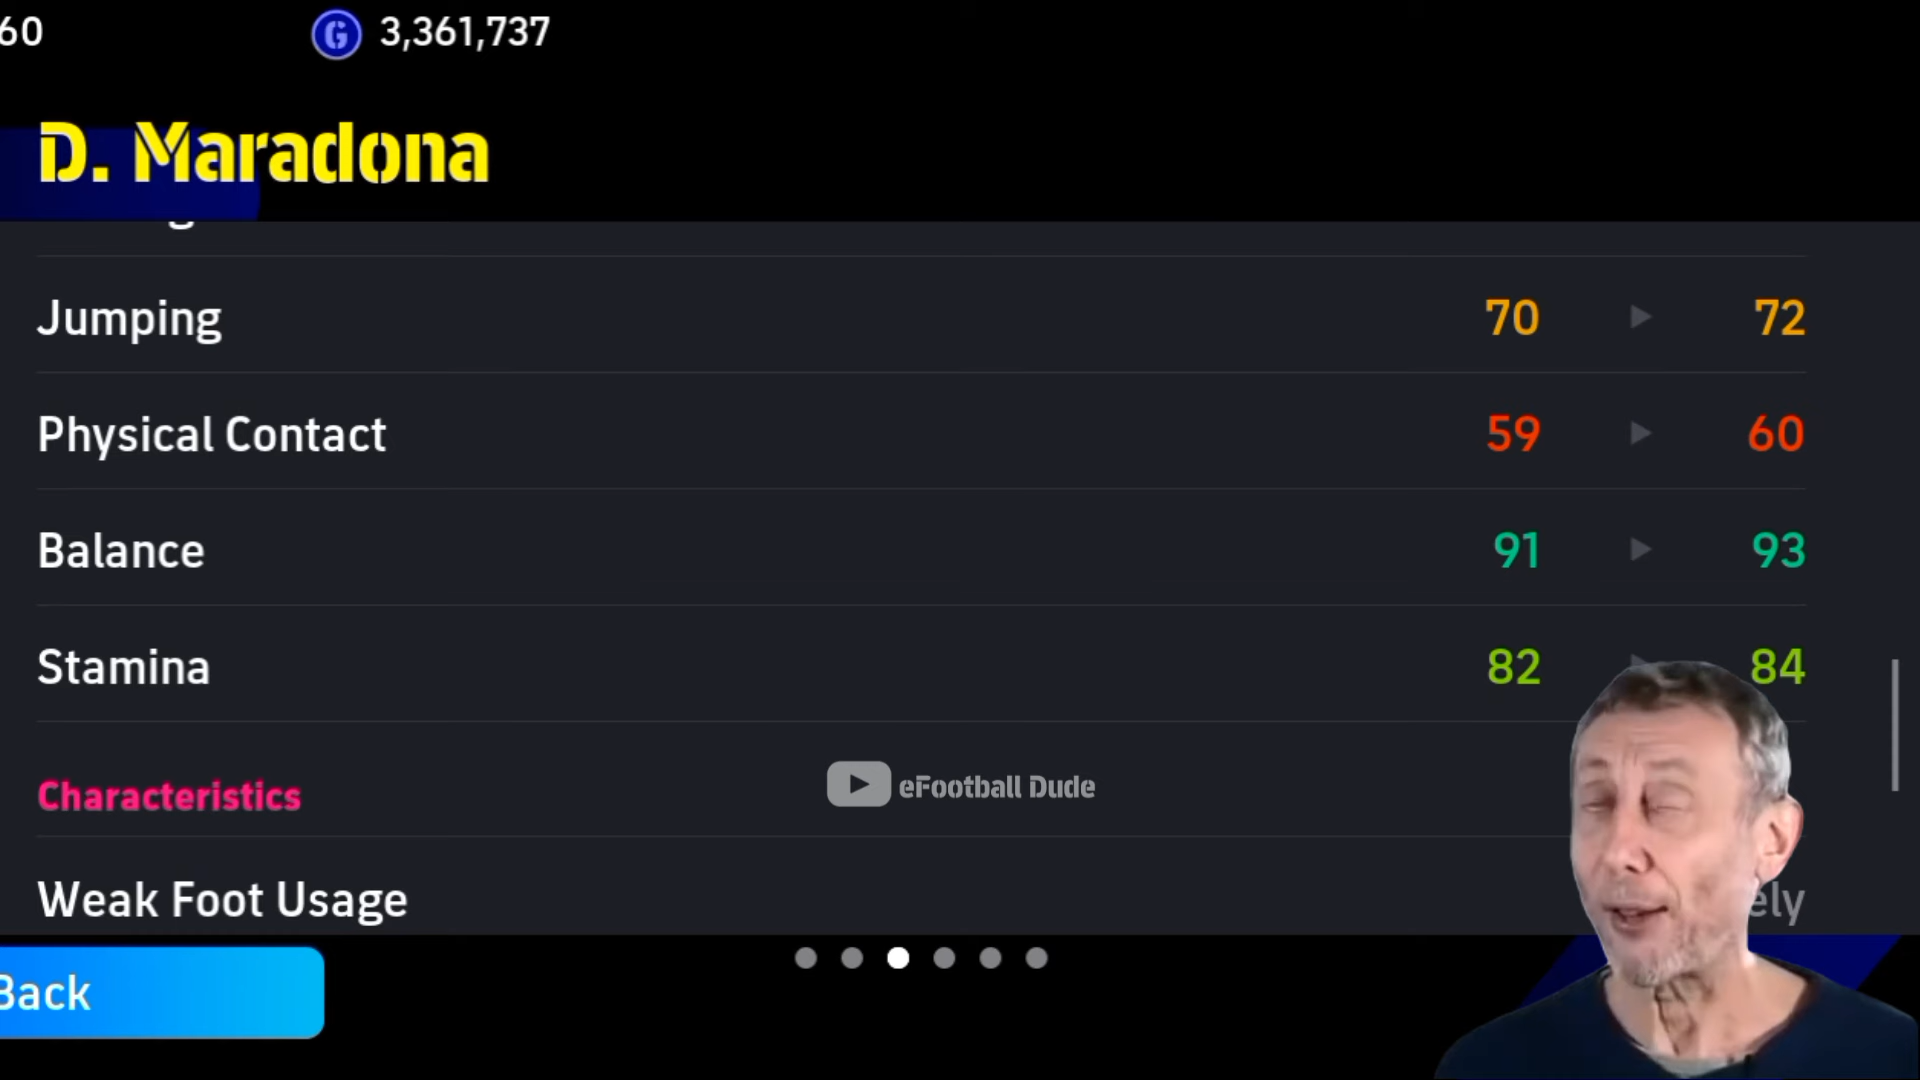 60
G 3,361,737
D. Maradona
Jumping 70 72
Physical Contact 59 60
Balance 91 93
Stamina 82 84
Characteristics
eFootball Dude
Weak Foot Usage
Back